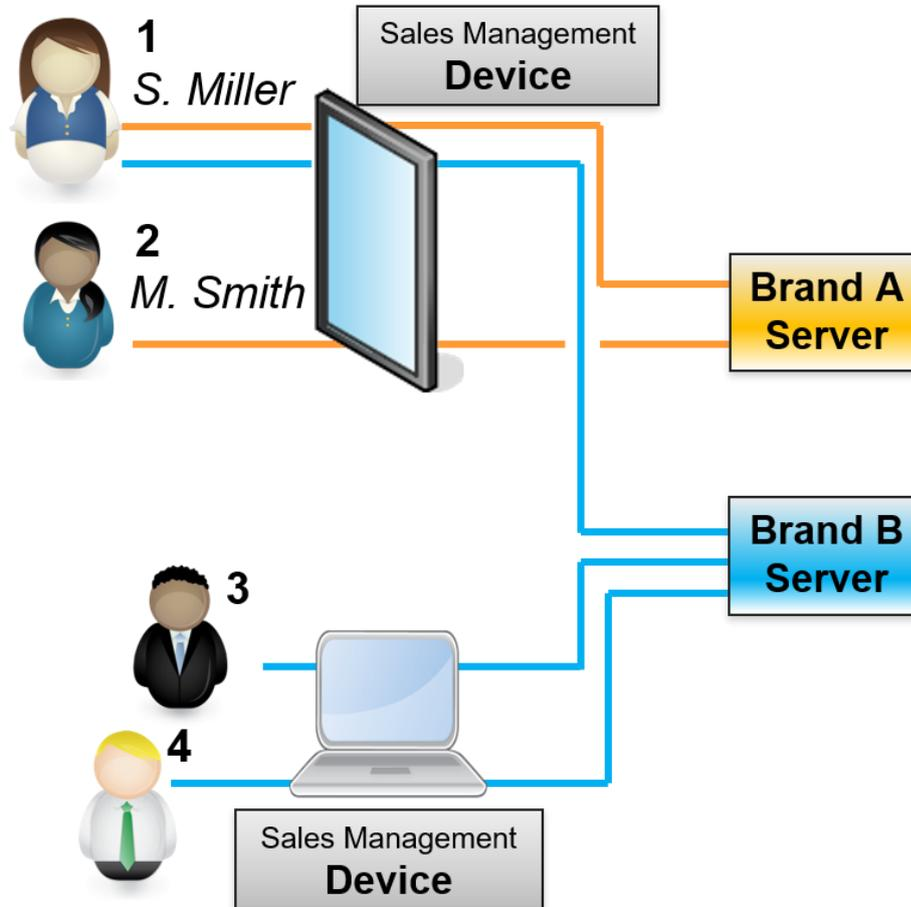 1
S. Miller
Sales Management
Device
2
M. Smith
Brand A
Server
Brand B
Server
3
4
Sales Management
Device